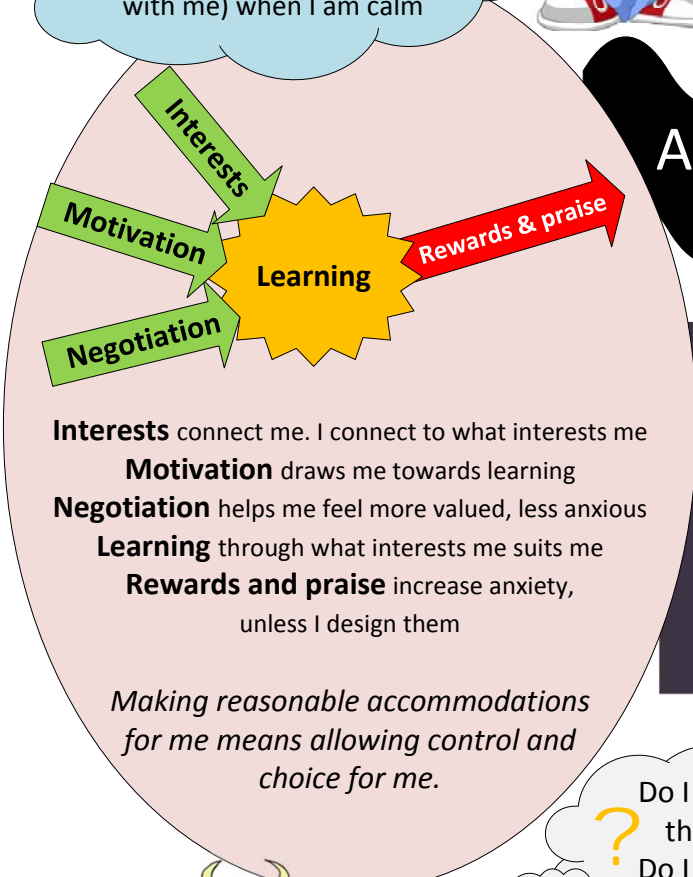 with me) when I am calm
Interests
A
Motivation
Rewards & praise
Learning
Negotiation
Interests connect me. I connect to what interests me
Motivation draws me towards learning
Negotiation helps me feel more valued, less anxious
Learning through what interests me suits me
Rewards and praise increase anxiety,
unless I design them
Making reasonable accommodations
for me means allowing control and
choice for me.
Do I
?
th
Do I